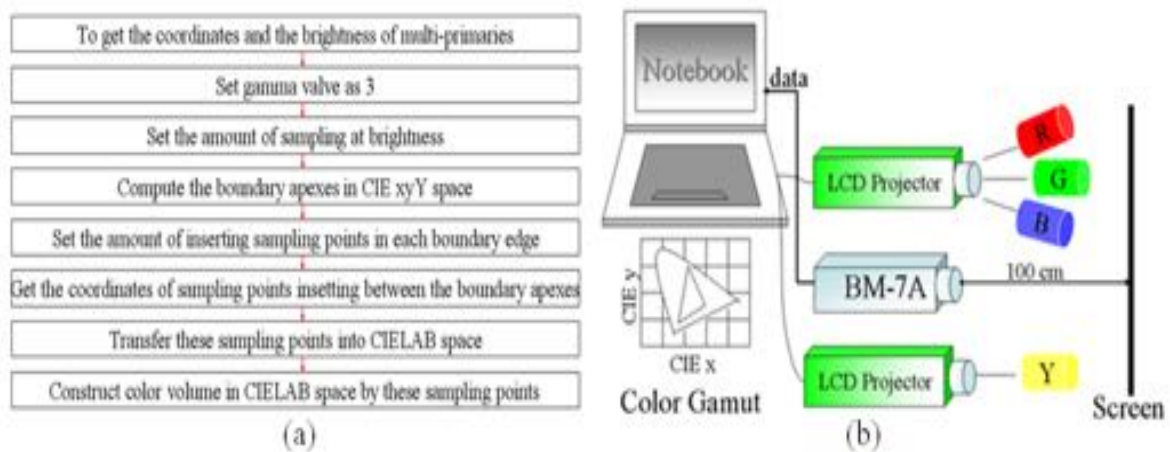 To get the coordinates and the brightness of multi-primaries
Set gamma valve as 3
Set the amount of sampling at brightness
Compute the boundary apexes in CIE xyY space
Set the amount of inserting sampling points in each boundary edge
Get the coordinates of sampling points insetting between the boundary apexes
Transfer these sampling points into CIELAB space
Construct color volume in CIELAB space by these sampling points
(a)
Notebook
data
LCD Projector
R
G
B
BM-7A
100 cm
CIE y
CIE x
Color Gamut
LCD Projector
Y
Screen
(b)